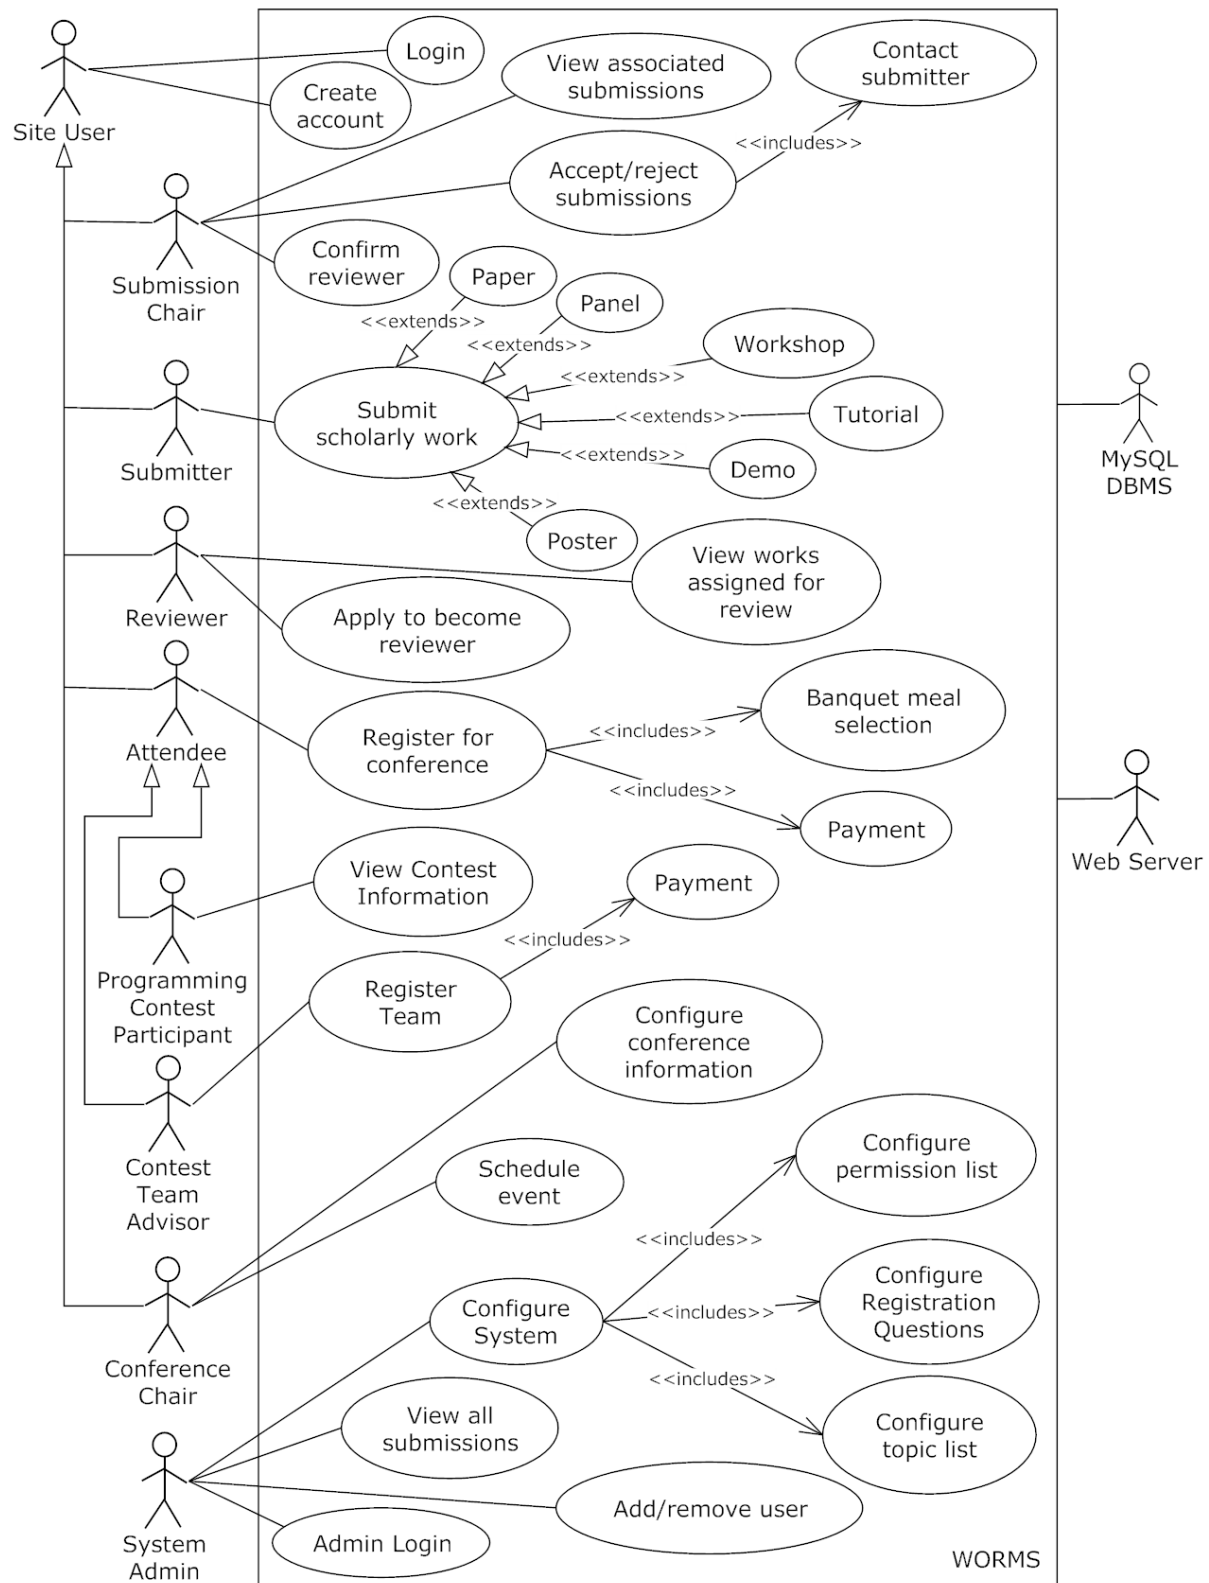 Site User
Login
Create
account
View associated
submissions
Contact
submitter
<<includes>>
Accept/reject
submissions
Submission
Chair
Confirm
reviewer
Paper
<<extends>>
Panel
<<extends>>
Workshop
<<extends>>
Tutorial
<<extends>>
Submit
scholarly work
Submitter
Demo
<<extends>>
<<extends>>
Poster
MySQL
DBMS
Reviewer
View works
assigned for
review
Apply to become
reviewer
Attendee
Register for
conference
<<includes>>
Banquet meal
selection
<<includes>>
Payment
Web Server
View Contest
Information
Payment
<<includes>>
Programming
Contest
Participant
Register
Team
Configure
conference
information
Contest
Team
Advisor
Schedule
event
Configure
permission list
<<includes>>
Conference
Chair
Configure
System
<<includes>>
Configure
Registration
Questions
<<includes>>
Configure
topic list
View all
submissions
System
Admin
Add/remove user
Admin Login
WORMS